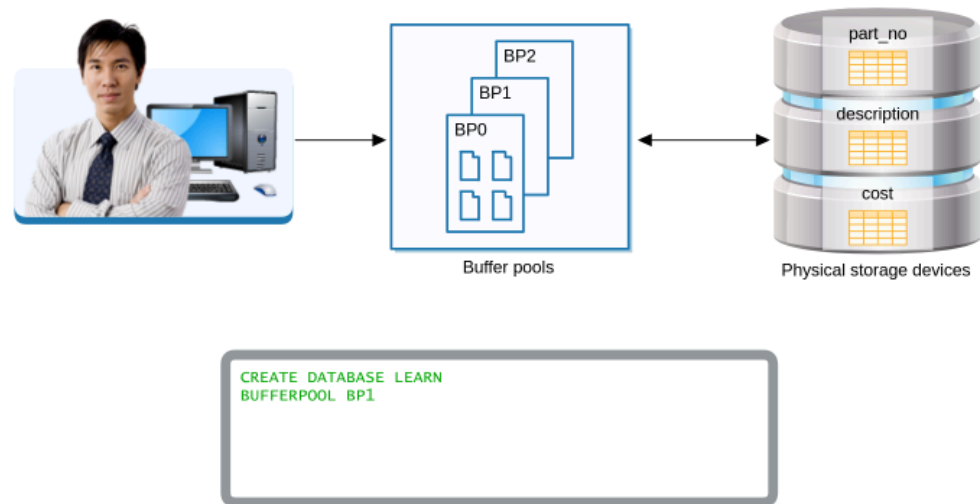 part_no
BP2
BP1
description
BP0
cost
Buffer pools
Physical storage devices
CREATE DATABASE LEARN
BUFFERPOOL BP1